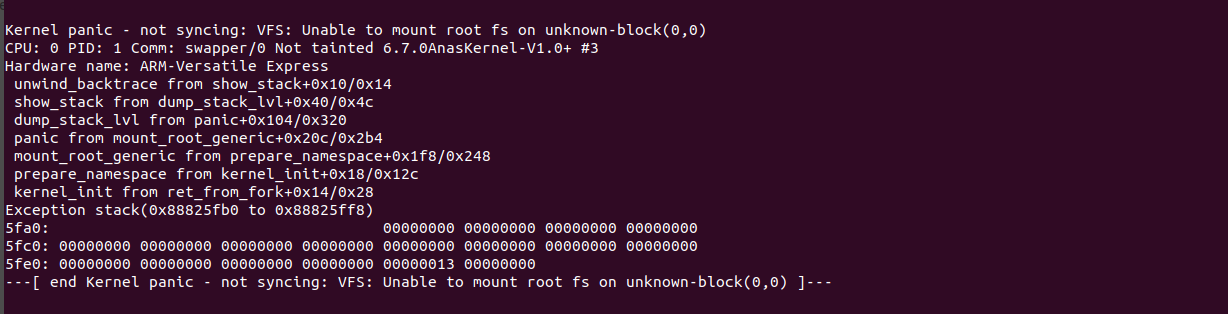 Kernel panic - not syncing: VFS: Unable to mount root fs on unknown-block(0,0)
CPU: 0 PID: 1 Comm: swapper/0 Not tainted 6.7.0AnasKernel-V1.0+ #3
Hardware name: ARM-Versatile Express
unwind_backtrace from show_stack+0x10/0x14
show_stack from dump_stack_lvl+0x40/0x4c
dump_stack_lvl from panic+0x104/0x320
panic from mount_root_generic+0x20c/0x2b4
mount_root_generic from prepare_namespace+0x1f8/0x248
prepare_namespace from kernel_init+0x18/0x12c
kernel_init from ret_from_fork+0x14/0x28
Exception stack(0x88825fb0 to 0x88825ff8)
5fa0:                                     00000000 00000000 00000000 00000000
5fc0: 00000000 00000000 00000000 00000000 00000000 00000000 00000000 00000000
5fe0: 00000000 00000000 00000000 00000000 00000013 00000000
---[ end Kernel panic - not syncing: VFS: Unable to mount root fs on unknown-block(0,0) ]---